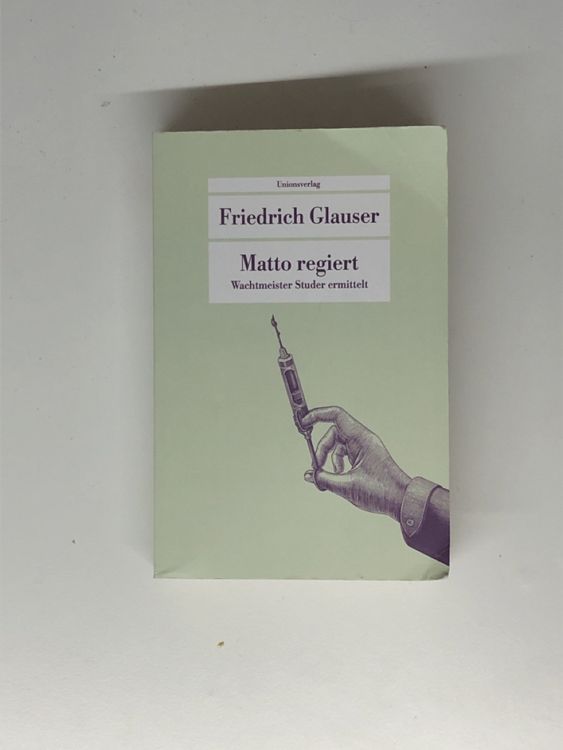 Unionsverlag
Friedrich Glauser
Matto regiert
Wachtmeister Studer ermittelt